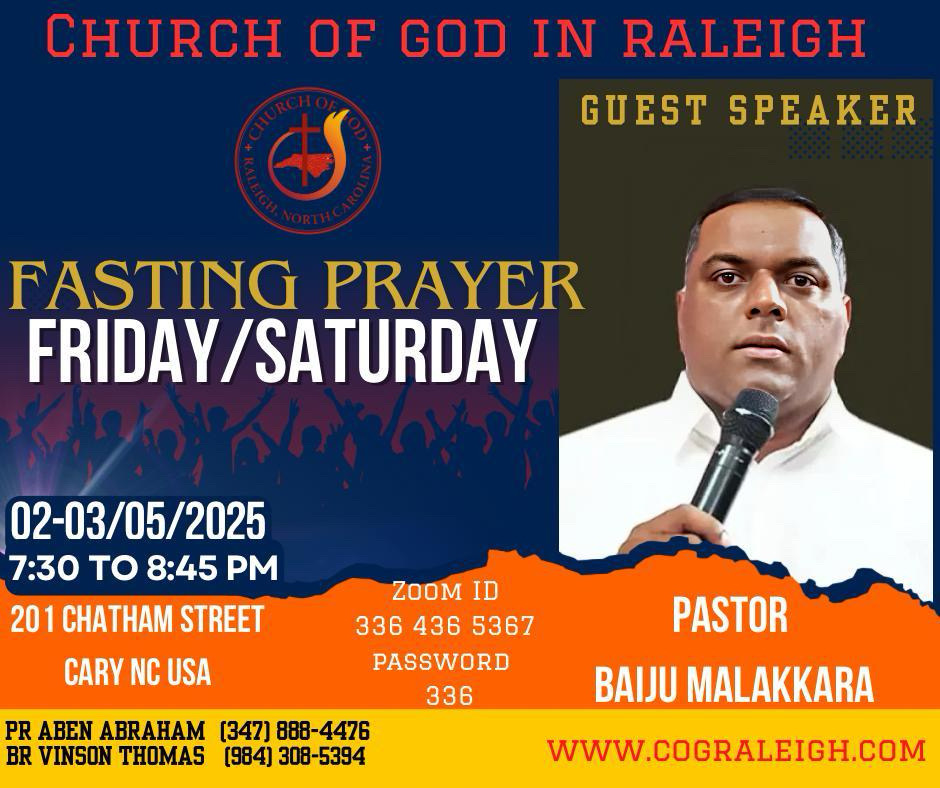 CHURCH OF GOD IN RALEIGH
CHURCH OF GOD
RALEIGH, NORTH CAROLINA
GUEST SPEAKER
FASTING PRAYER
FRIDAY/SATURDAY
02-03/05/2025
7:30 TO 8:45 PM
201 CHATHAM STREET
CARY NC USA
ZOOM ID
336 436 5367
PASSWORD
336
PASTOR
BAIJU MALAKKARA
PR ABEN ABRAHAM (347) 888-4476
BR VINSON THOMAS (984) 308-5394
WWW.COGRALEIGH.COM